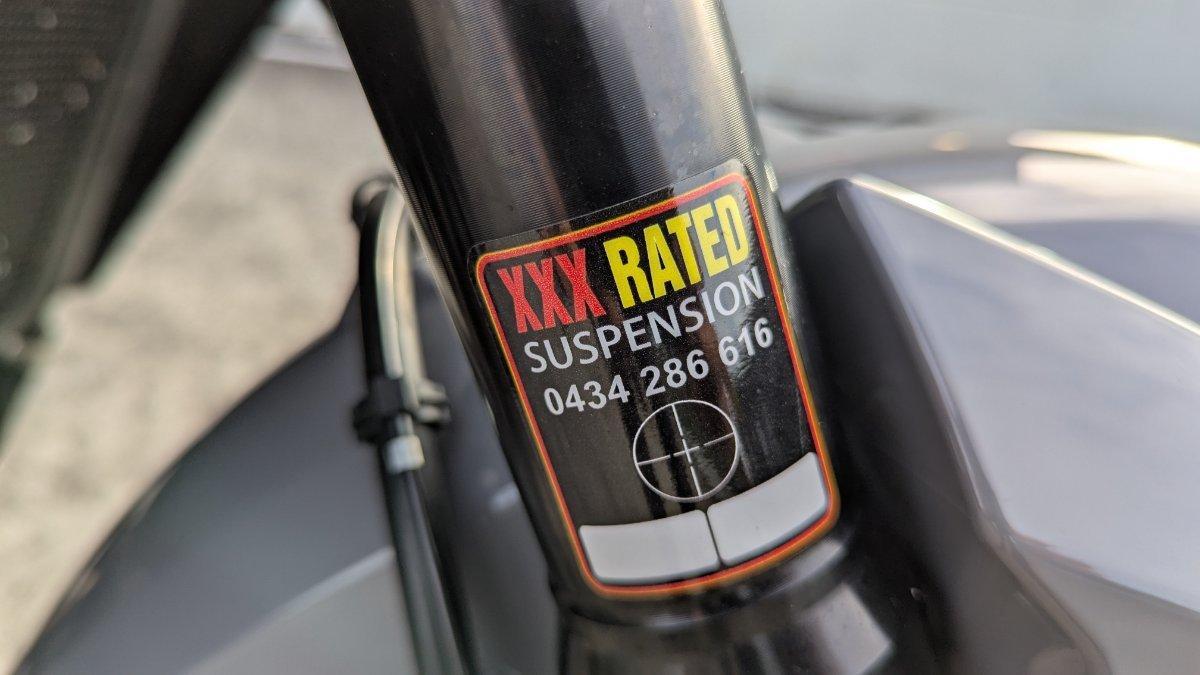 XXX RATED
SUSPENSION
0434 286 616